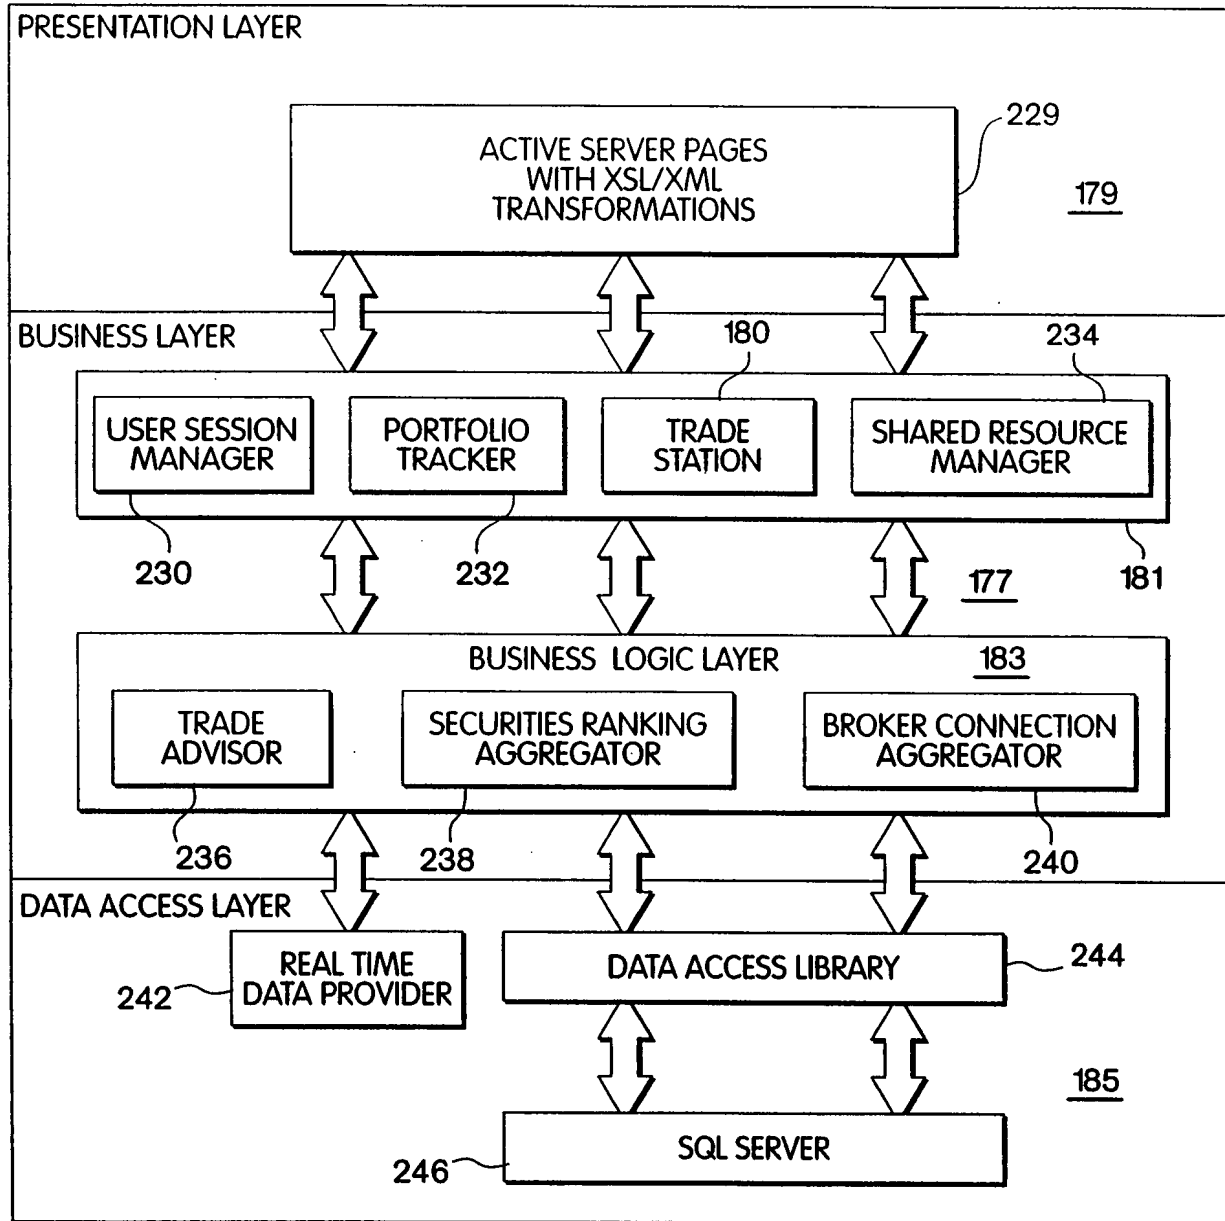 PRESENTATION LAYER
229
ACTIVE SERVER PAGES
WITH XSL/XML
TRANSFORMATIONS
179
BUSINESS LAYER
180
234
USER SESSION
MANAGER
PORTFOLIO
TRACKER
TRADE
STATION
SHARED RESOURCE
MANAGER
230
232
177
181
BUSINESS LOGIC LAYER
183
TRADE
ADVISOR
SECURITIES RANKING
AGGREGATOR
BROKER CONNECTION
AGGREGATOR
236
238
240
DATA ACCESS LAYER
REAL TIME
DATA PROVIDER
242
DATA ACCESS LIBRARY
244
185
SQL SERVER
246